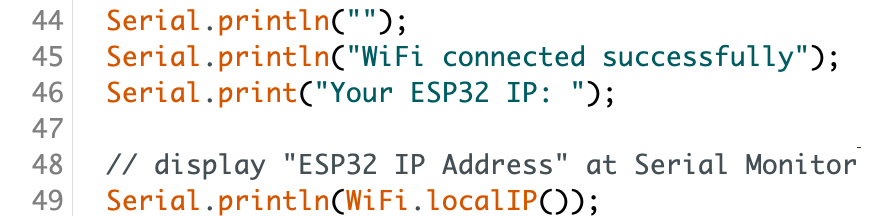 44 Serial.println("");
45 Serial.println("WiFi connected successfully");
46 Serial.print("Your ESP32 IP: ");
47
48 // display "ESP32 IP Address" at Serial Monitor
49 Serial.println(WiFi.localIP());